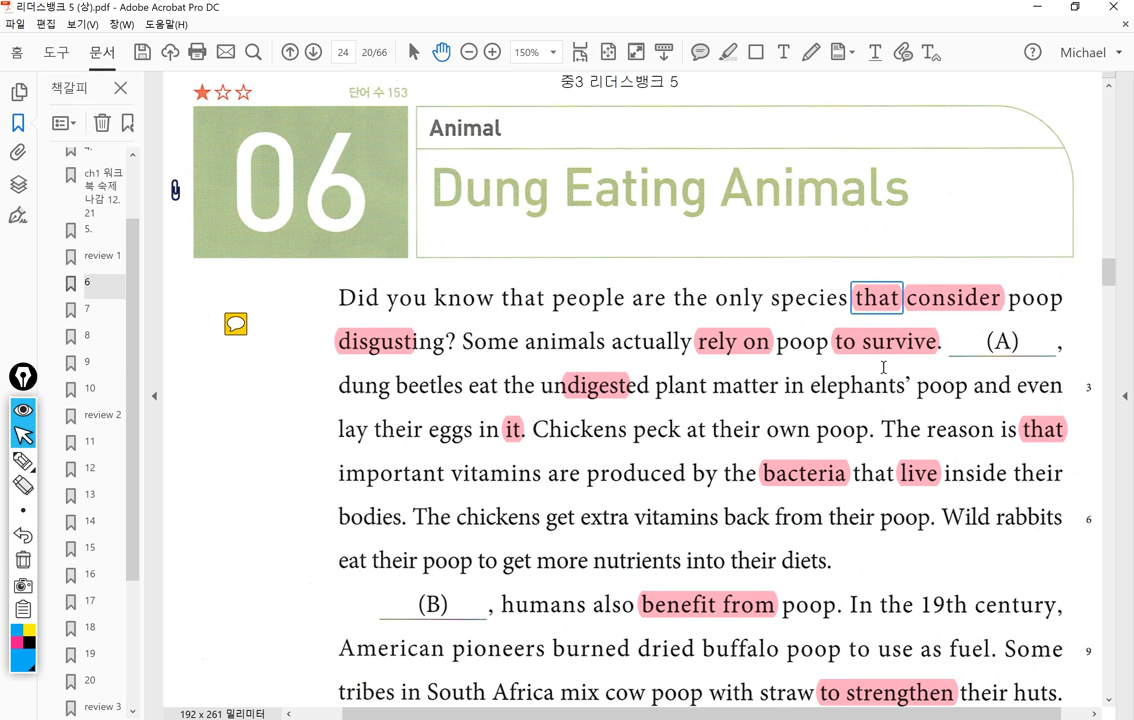 리더스뱅크 5 (상).pdf - Adobe Acrobat Pro DC
파일 편집 보기(V) 창(W) 도움말(H)
홈 도구 문서 24 20/66 150% Michael
책갈피
4.
ch1 워크
북 숙제
나감 12.
21
5.
review 1
6
7
8
9
10
review 2
11
12
13
14
15
16
17
18
19
20
review 3
중3 리더스뱅크 5
단어 수 153
06
Animal
Dung Eating Animals
Did you know that people are the only species that consider poop
disgusting? Some animals actually rely on poop to survive. (A) ,
dung beetles eat the undigested plant matter in elephants' poop and even 3
lay their eggs in it. Chickens peck at their own poop. The reason is that
important vitamins are produced by the bacteria that live inside their
bodies. The chickens get extra vitamins back from their poop. Wild rabbits 6
eat their poop to get more nutrients into their diets.
(B) , humans also benefit from poop. In the 19th century,
American pioneers burned dried buffalo poop to use as fuel. Some 9
tribes in South Africa mix cow poop with straw to strengthen their huts.
192 x 261 밀리미터